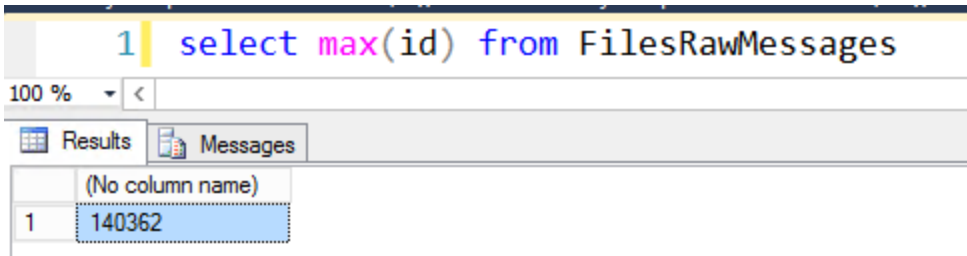 1 select max(id) from FilesRawMessages
100 %
Results Messages
(No column name)
1 140362